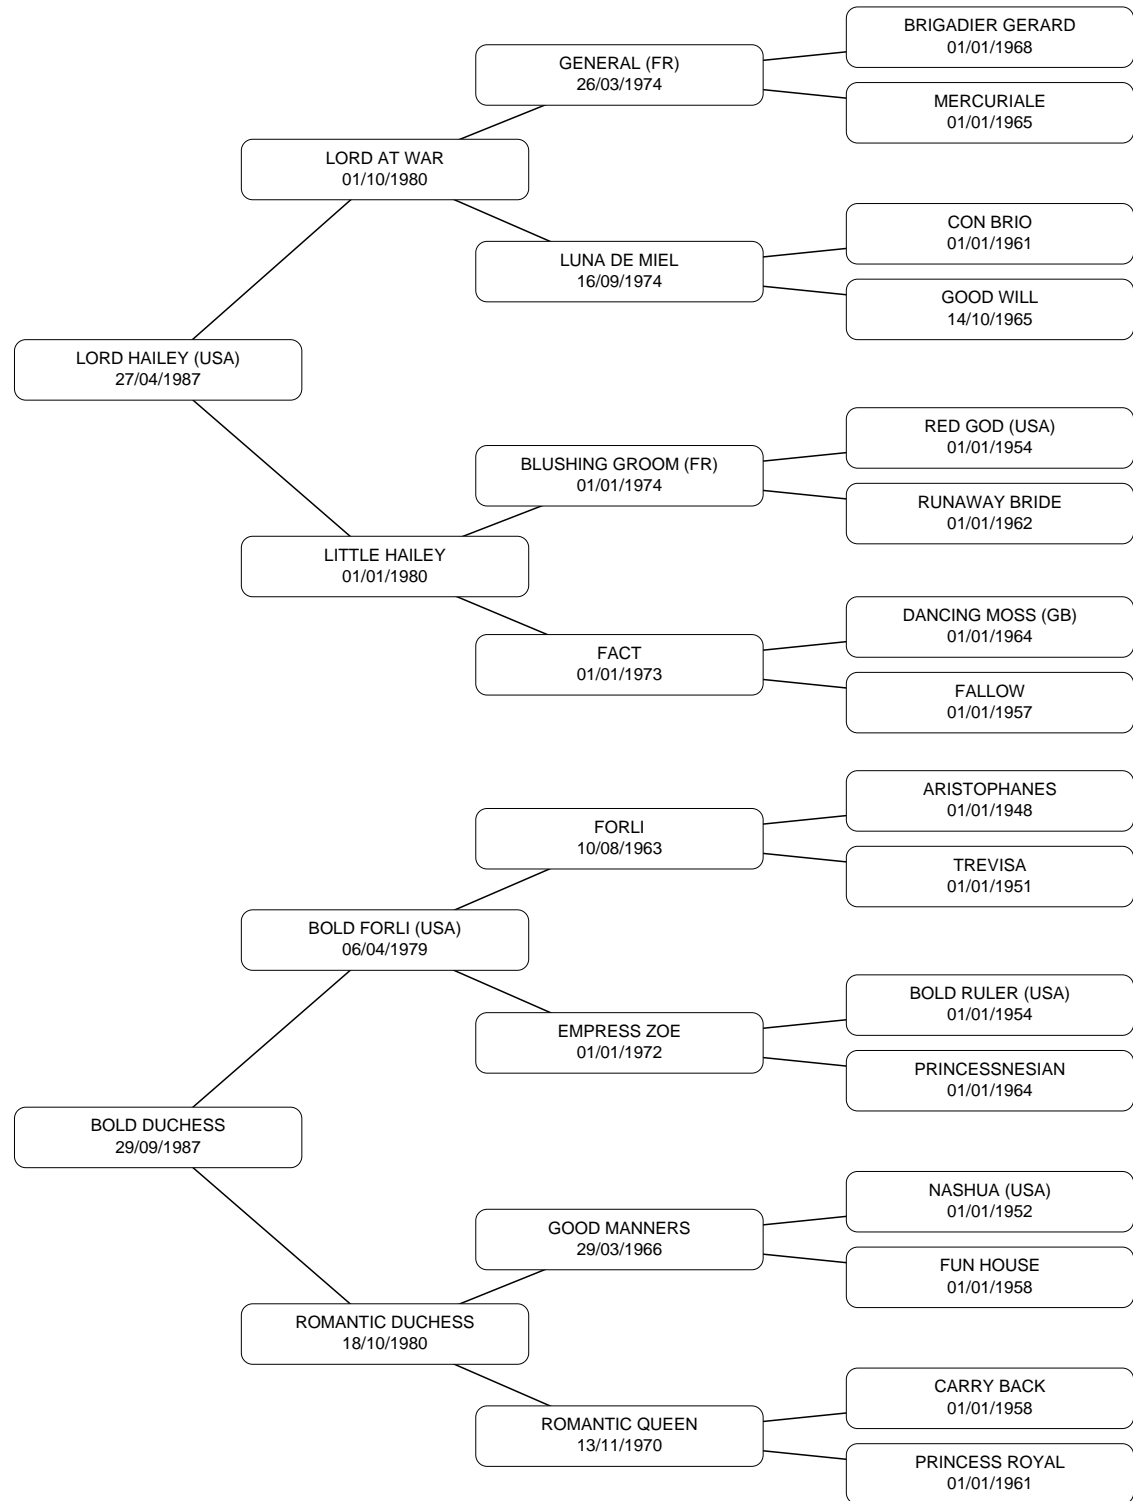 BRIGADIER GERARD
01/01/1968
GENERAL (FR)
26/03/1974
MERCURIALE
01/01/1965
LORD AT WAR
01/10/1980
CON BRIO
01/01/1961
LUNA DE MIEL
16/09/1974
GOOD WILL
14/10/1965
LORD HAILEY (USA)
27/04/1987
RED GOD (USA)
01/01/1954
BLUSHING GROOM (FR)
01/01/1974
RUNAWAY BRIDE
01/01/1962
LITTLE HAILEY
01/01/1980
DANCING MOSS (GB)
01/01/1964
FACT
01/01/1973
FALLOW
01/01/1957
ARISTOPHANES
01/01/1948
FORLI
10/08/1963
TREVISA
01/01/1951
BOLD FORLI (USA)
06/04/1979
BOLD RULER (USA)
01/01/1954
EMPRESS ZOE
01/01/1972
PRINCESSNESIAN
01/01/1964
BOLD DUCHESS
29/09/1987
NASHUA (USA)
01/01/1952
GOOD MANNERS
29/03/1966
FUN HOUSE
01/01/1958
ROMANTIC DUCHESS
18/10/1980
CARRY BACK
01/01/1958
ROMANTIC QUEEN
13/11/1970
PRINCESS ROYAL
01/01/1961